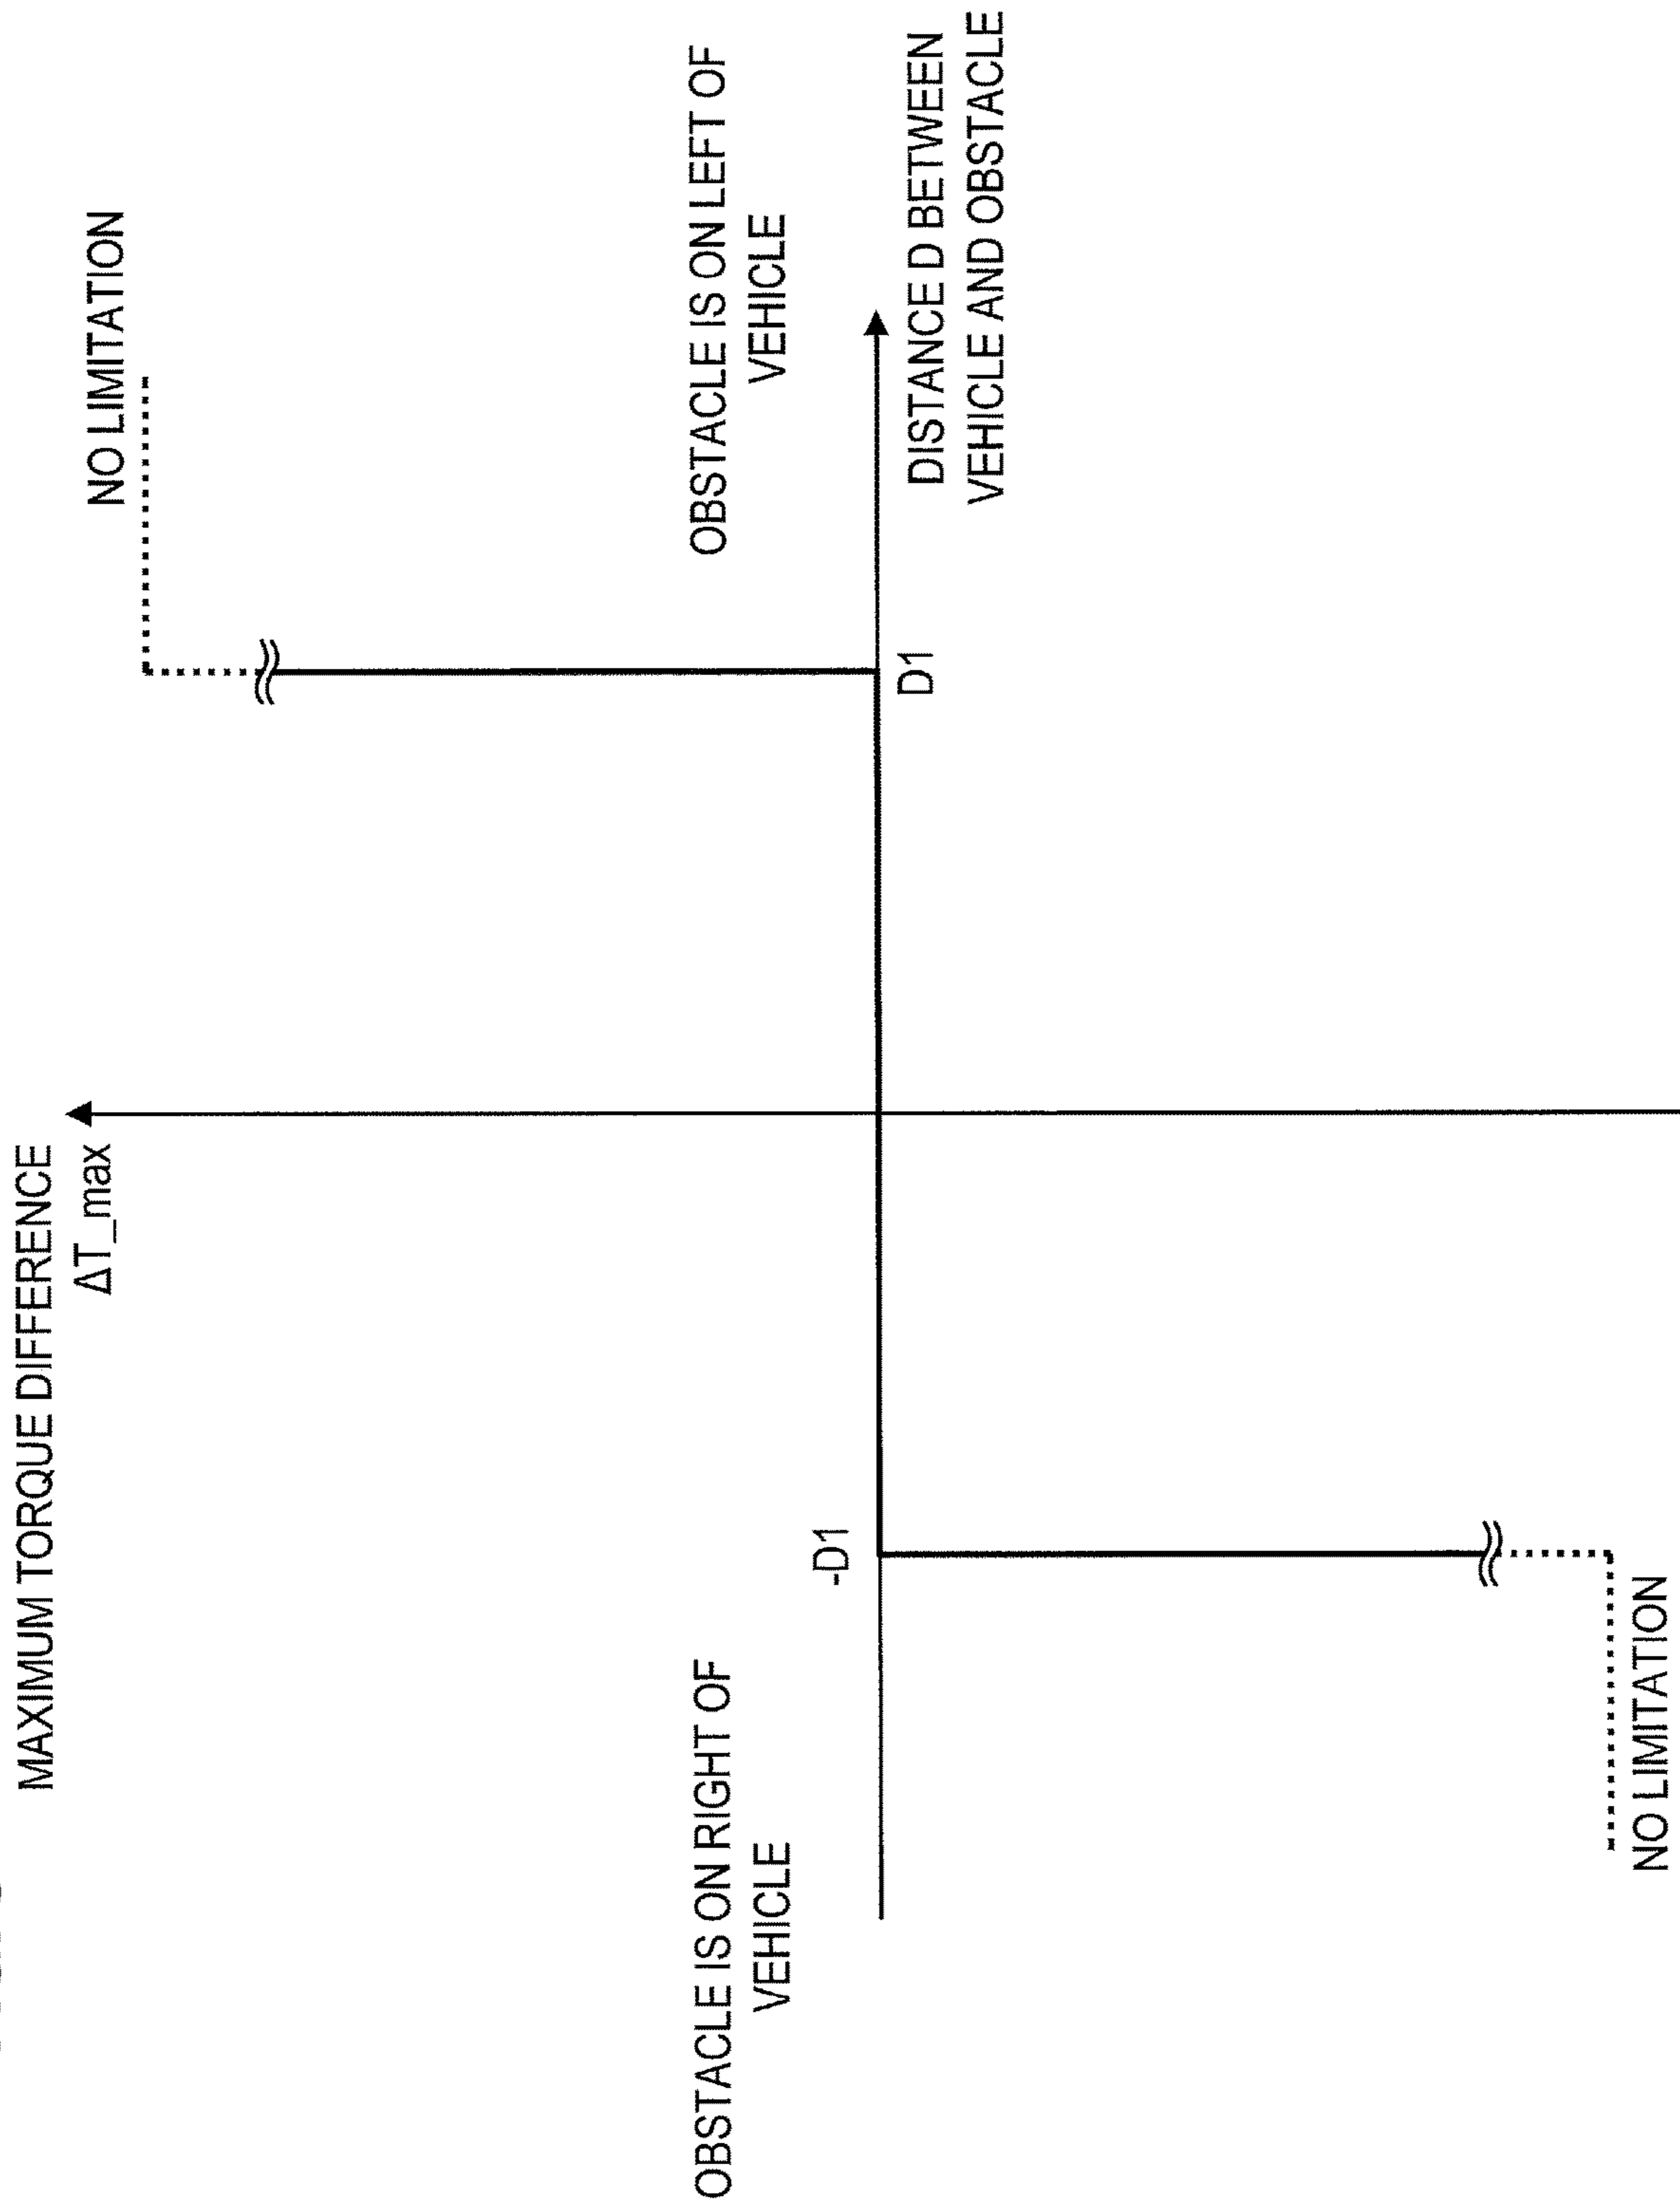 MAXIMUM TORQUE DIFFERENCE
ΔT_max
NO LIMITATION
OBSTACLE IS ON RIGHT OF
VEHICLE
OBSTACLE IS ON LEFT OF
VEHICLE
-D1
D1
DISTANCE D BETWEEN
VEHICLE AND OBSTACLE
NO LIMITATION